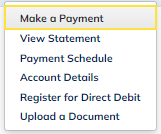 Make a Payment
View Statement
Payment Schedule
Account Details
Register for Direct Debit
Upload a Document